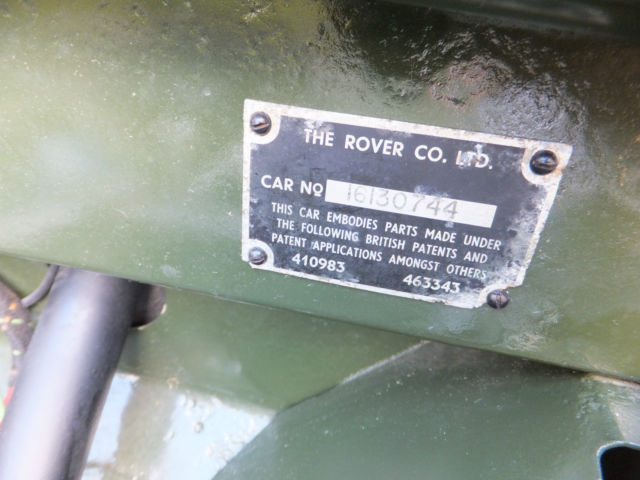 THE ROVER CO. LTD.
CAR No 16130744
THIS CAR EMBODIES PARTS MADE UNDER
THE FOLLOWING BRITISH PATENTS AND
PATENT APPLICATIONS AMONGST OTHERS
410983 463343